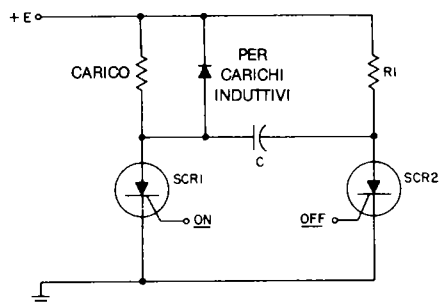 +E
CARICO
PER
CARICHI
INDUTTIVI
R1
C
SCR1
SCR2
ON
OFF